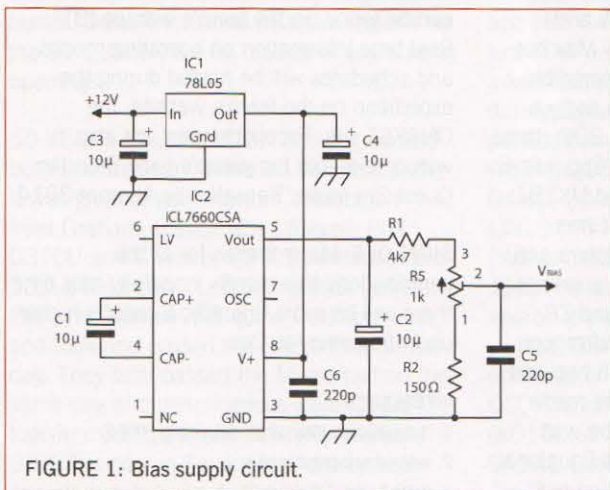 IC1
78L05
+12V
In
Out
Gnd
C3
10µ
+
C4
10µ
IC2
ICL7660CSA
6
LV
Vout
5
R1
4k7
3
2
CAP+
OSC
7
R5
1k
2
VBIAS
+
C1
10µ
1
4
CAP-
V+
8
+
C2
10µ
R2
150Ω
C5
220p
C6
220p
1
NC
GND
3
FIGURE 1: Bias supply circuit.